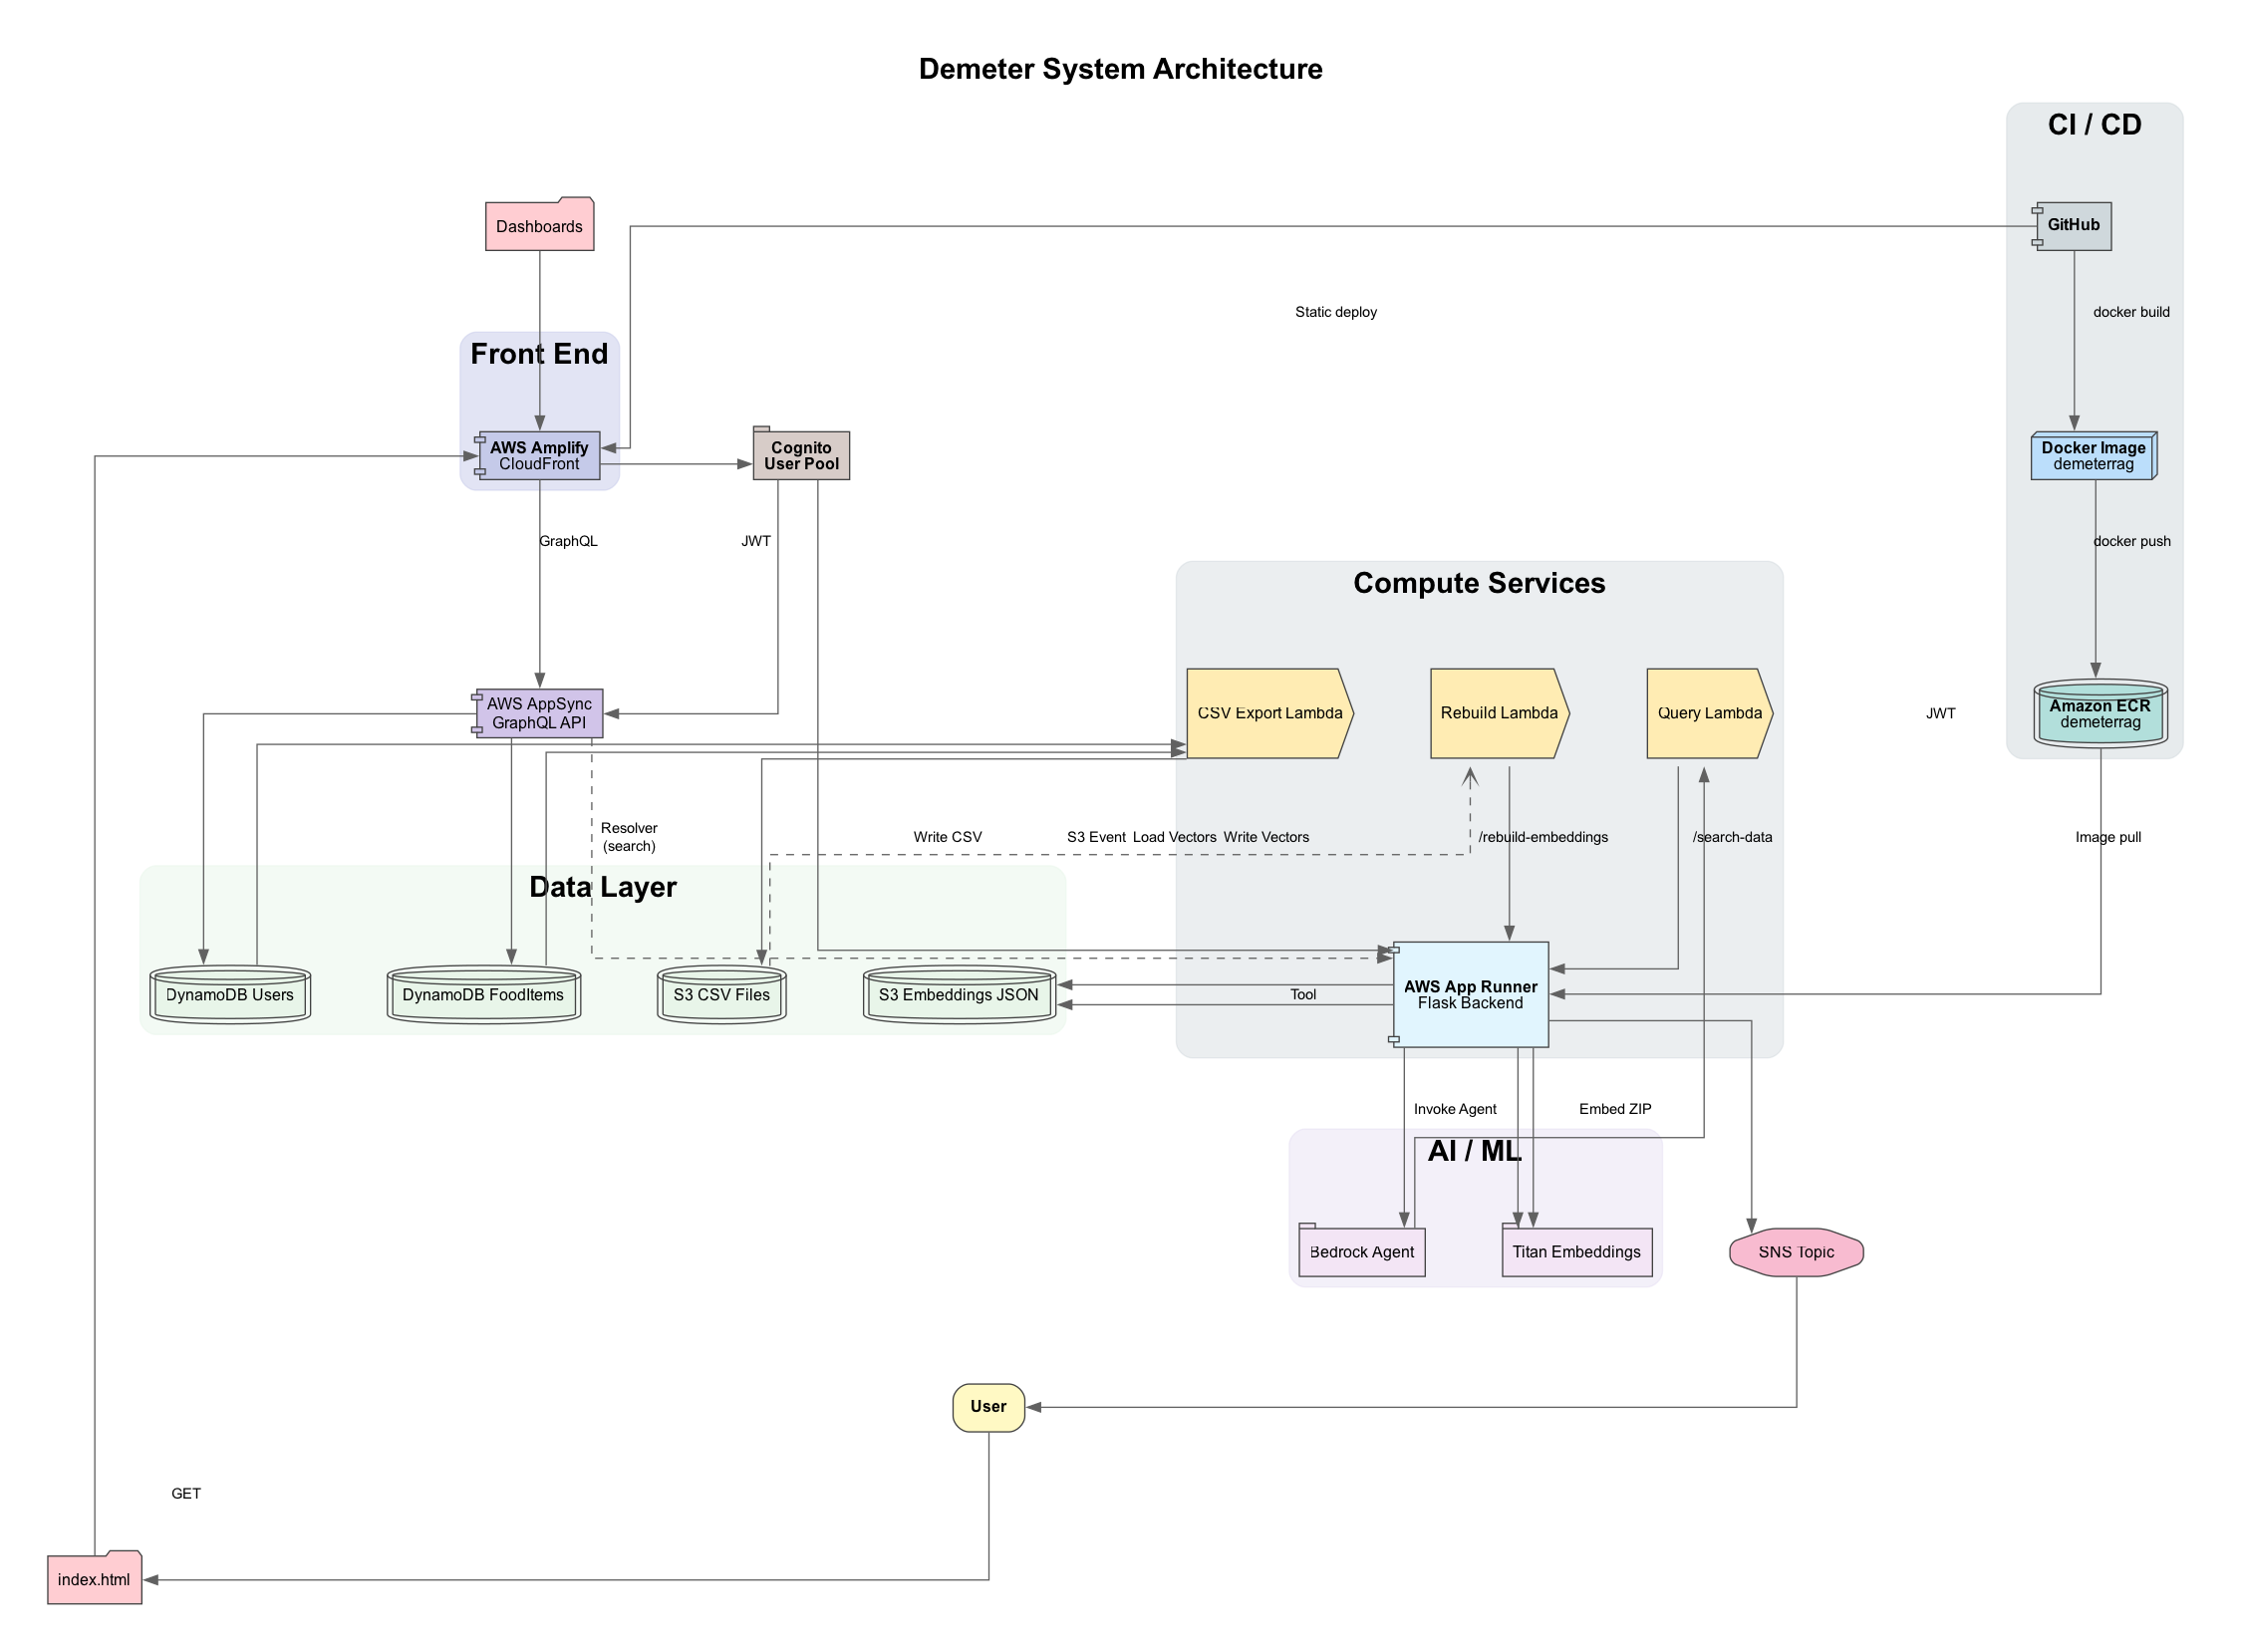 Demeter System Architecture
CI / CD
Dashboards
GitHub
Static deploy
docker build
Front End
AWS Amplify
CloudFront
Cognito
User Pool
Docker Image
demeterrag
GraphQL
JWT
docker push
Compute Services
AWS AppSync
GraphQL API
CSV Export Lambda
Rebuild Lambda
Query Lambda
JWT
Amazon ECR
demeterrag
Resolver
(search)
Write CSV
S3 Event
Load Vectors
Write Vectors
/rebuild-embeddings
/search-data
Image pull
Data Layer
DynamoDB Users
DynamoDB FoodItems
S3 CSV Files
S3 Embeddings JSON
Tool
AWS App Runner
Flask Backend
Invoke Agent
Embed ZIP
AI / ML
Bedrock Agent
Titan Embeddings
SNS Topic
User
GET
index.html